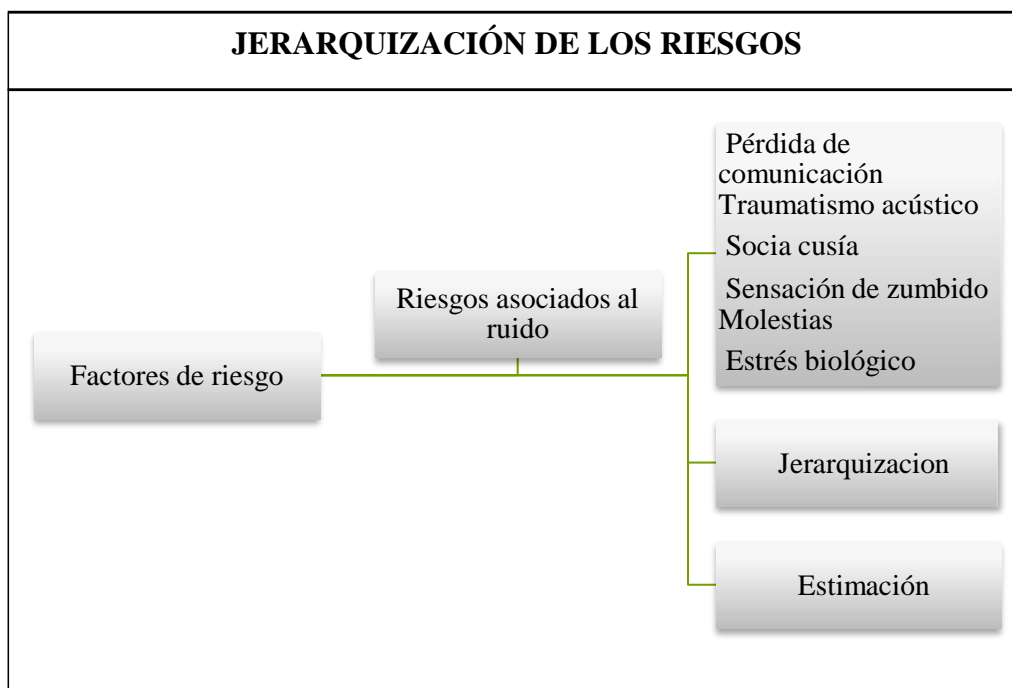 JERARQUIZACIÓN DE LOS RIESGOS
Factores de riesgo
Riesgos asociados al
ruido
Pérdida de
comunicación
Traumatismo acústico
Socia cusía
Sensación de zumbido
Molestias
Estrés biológico
Jerarquizacion
Estimación